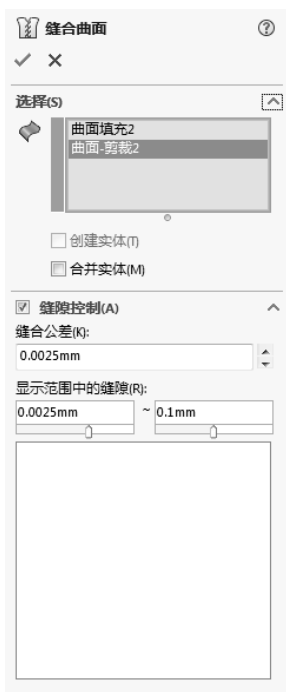 缝合曲面
选择(S)
曲面填充2
曲面-剪裁2
创建实体(T)
合并实体(M)
缝隙控制(A)
缝合公差(K):
0.0025mm
显示范围中的缝隙(R):
0.0025mm ~ 0.1mm